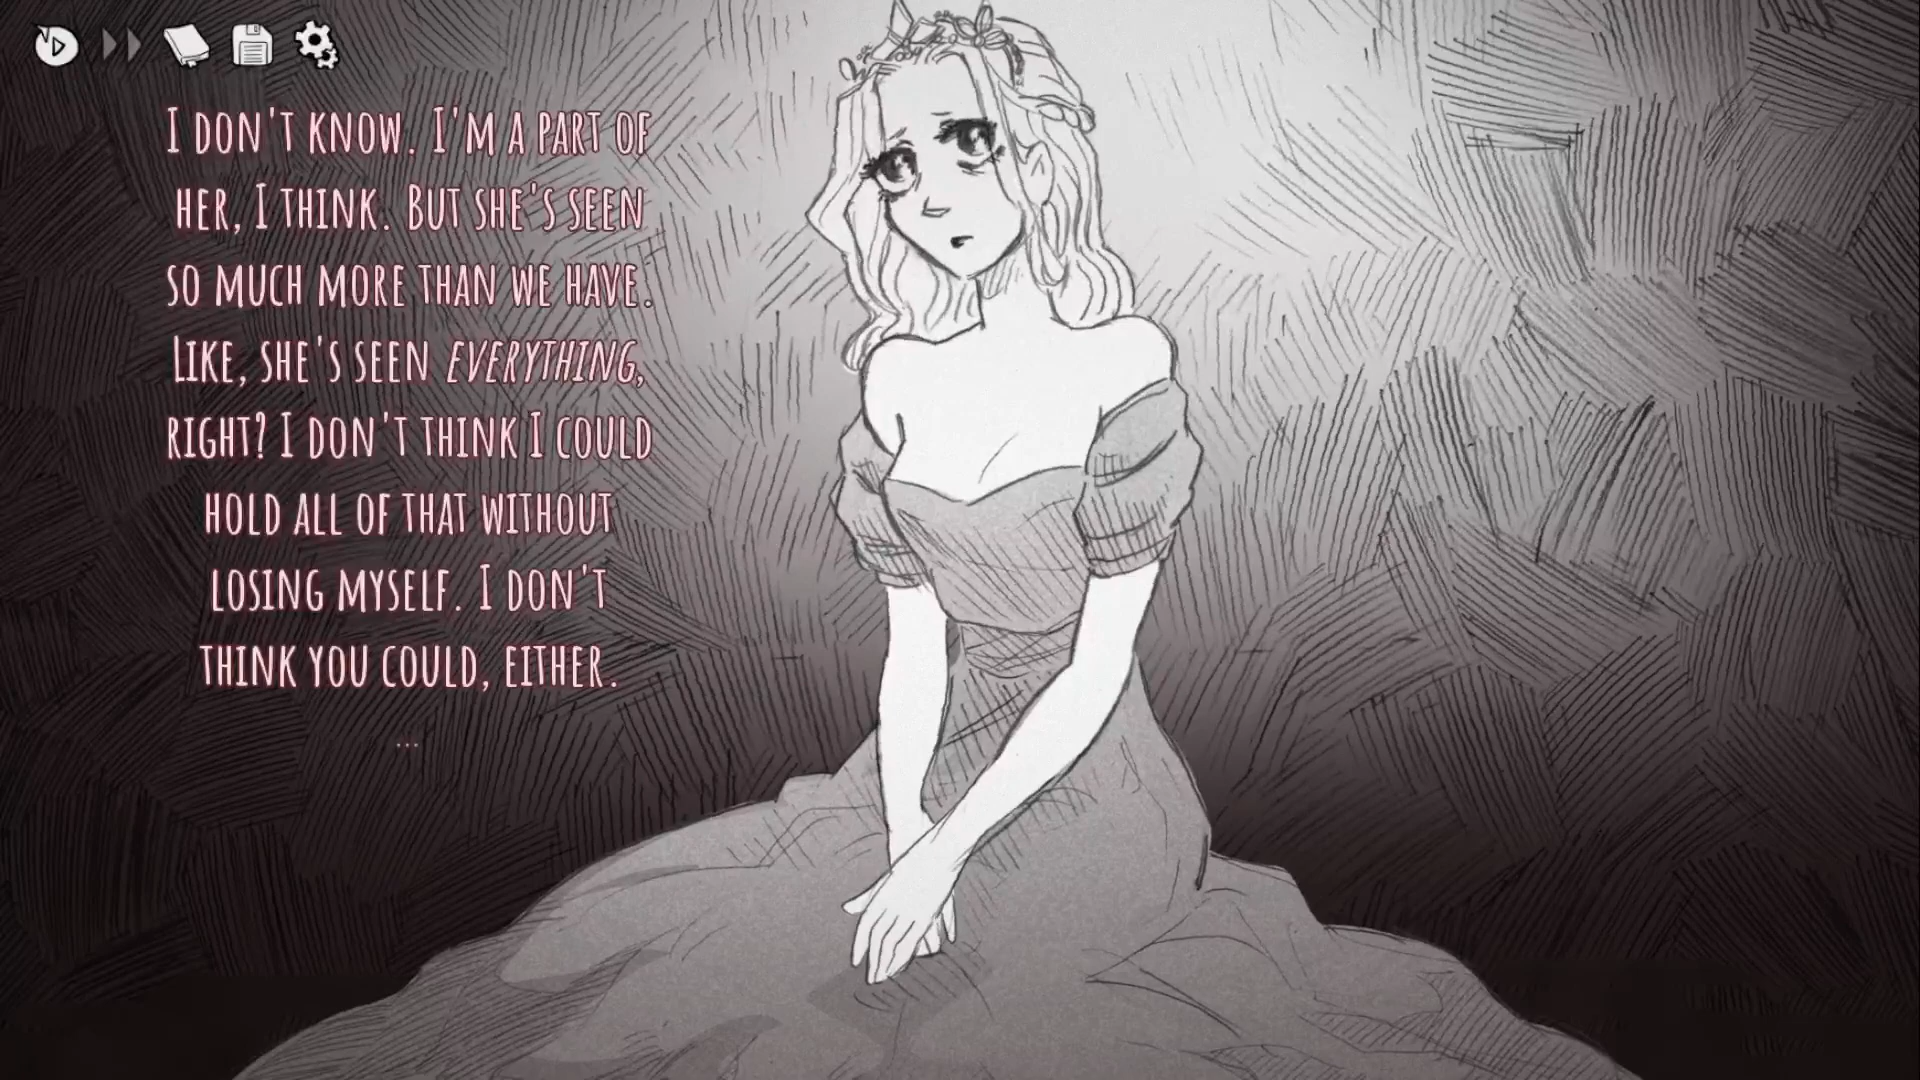 I DON'T KNOW. I'M A PART OF
HER, I THINK. BUT SHE'S SEEN
SO MUCH MORE THAN WE HAVE.
LIKE, SHE'S SEEN EVERYTHING,
RIGHT? I DON'T THINK I COULD
HOLD ALL OF THAT WITHOUT
LOSING MYSELF. I DON'T
THINK YOU COULD, EITHER.
...